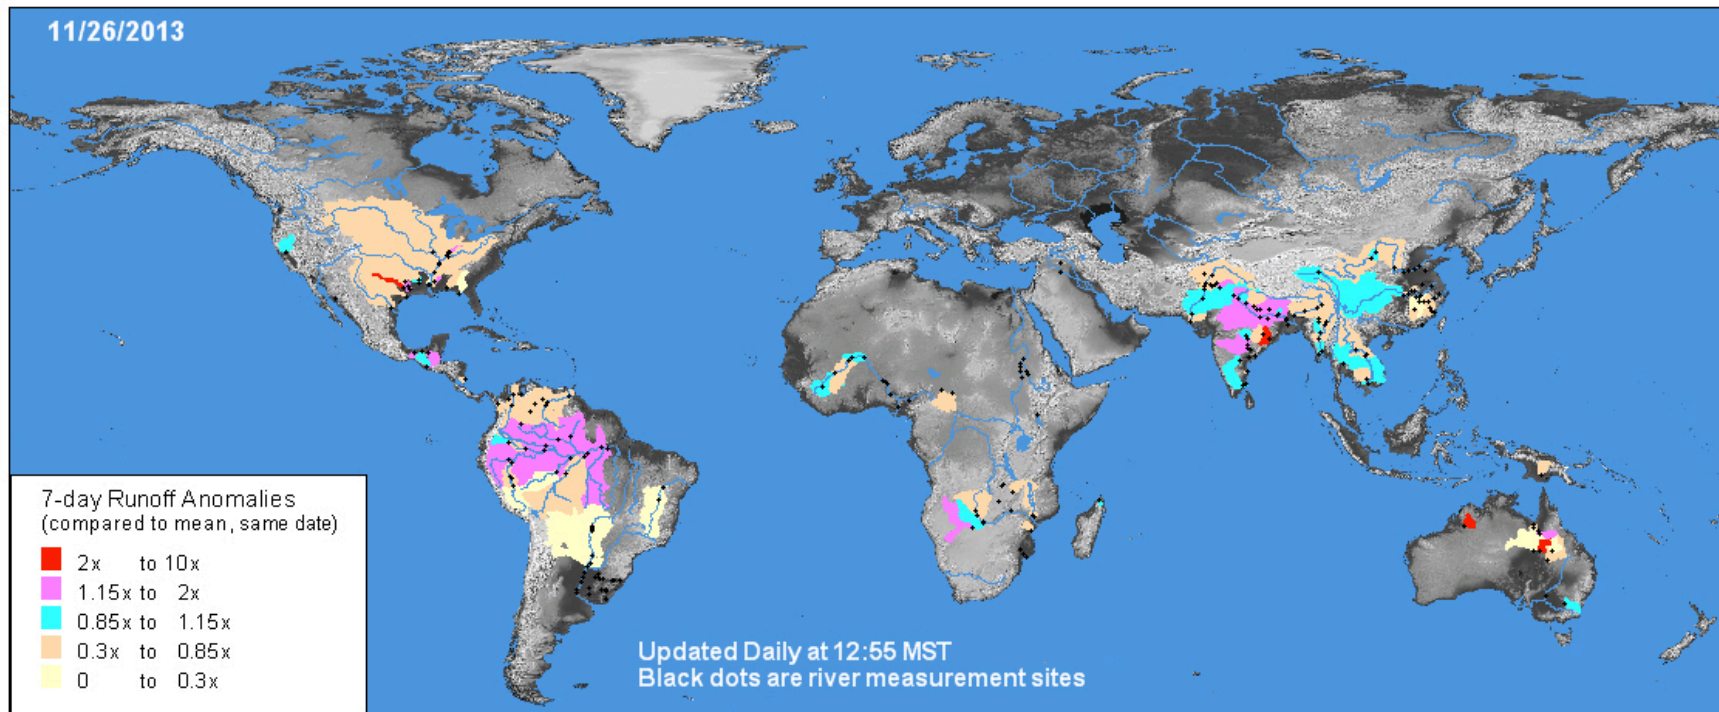 11/26/2013
7-day Runoff Anomalies
(compared to mean, same date)
2x to 10x
1.15x to 2x
0.85x to 1.15x
0.3x to 0.85x
0 to 0.3x
Updated Daily at 12:55 MST
Black dots are river measurement sites